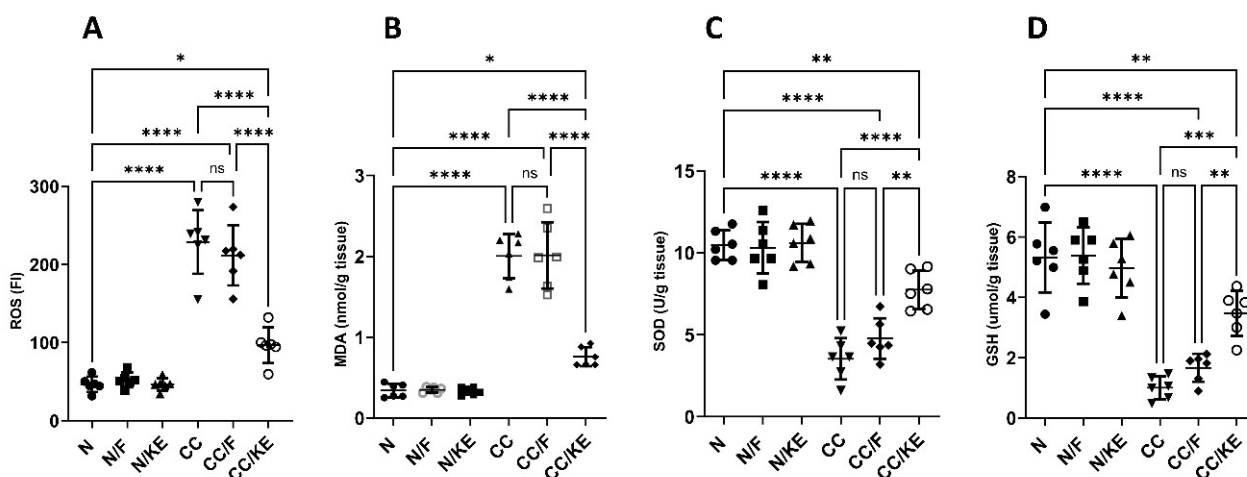 A
*
****
**** ****
**** ns
300
200
100
0
ROS (FI)
N N/F N/KE CC CC/F CC/KE
B
*
****
**** ****
**** ns
3
2
1
0
MDA (nmol/g tissue)
N N/F N/KE CC CC/F CC/KE
C
**
****
****
**** ns **
15
10
5
0
SOD (U/g tissue)
N N/F N/KE CC CC/F CC/KE
D
**
****
***
**** ns **
8
6
4
2
0
GSH (umol/g tissue)
N N/F N/KE CC CC/F CC/KE